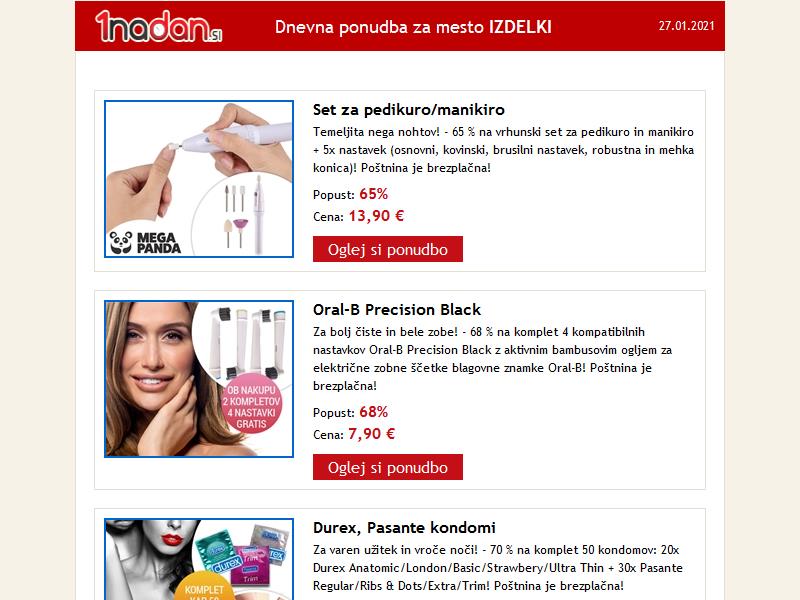 1nadan.si
Dnevna ponudba za mesto IZDELKI
27.01.2021
Set za pedikuro/manikiro
Temeljita nega nohtov! - 65 % na vrhunski set za pedikuro in manikiro
+ 5x nastavek (osnovni, kovinski, brusilni nastavek, robustna in mehka
konica)! Poštnina je brezplačna!
Popust: 65%
Cena: 13,90 €
Oglej si ponudbo
MEGA
PANDA
Oral-B Precision Black
Za bolj čiste in bele zobe! - 68 % na komplet 4 kompatibilnih
nastavkov Oral-B Precision Black z aktivnim bambusovim ogljem za
električne zobne ščetke blagovne znamke Oral-B! Poštnina je
brezplačna!
Popust: 68%
Cena: 7,90 €
Oglej si ponudbo
OB NAKUPU
2 KOMPLETOV
4 NASTAVKI
GRATIS
Durex, Pasante kondomi
Za varen užitek in vroče noči! - 70 % na komplet 50 kondomov: 20x
Durex Anatomic/London/Basic/Strawbery/Ultra Thin + 30x Pasante
Regular/Ribs & Dots/Extra/Trim! Poštnina je brezplačna!
durex
Trim
Trim
KOMPLET